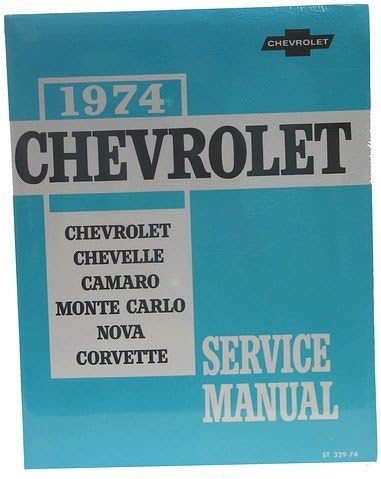 CHEVROLET
1974
CHEVROLET
CHEVROLET
CHEVELLE
CAMARO
MONTE CARLO
NOVA
CORVETTE
SERVICE
MANUAL
ST 329-74